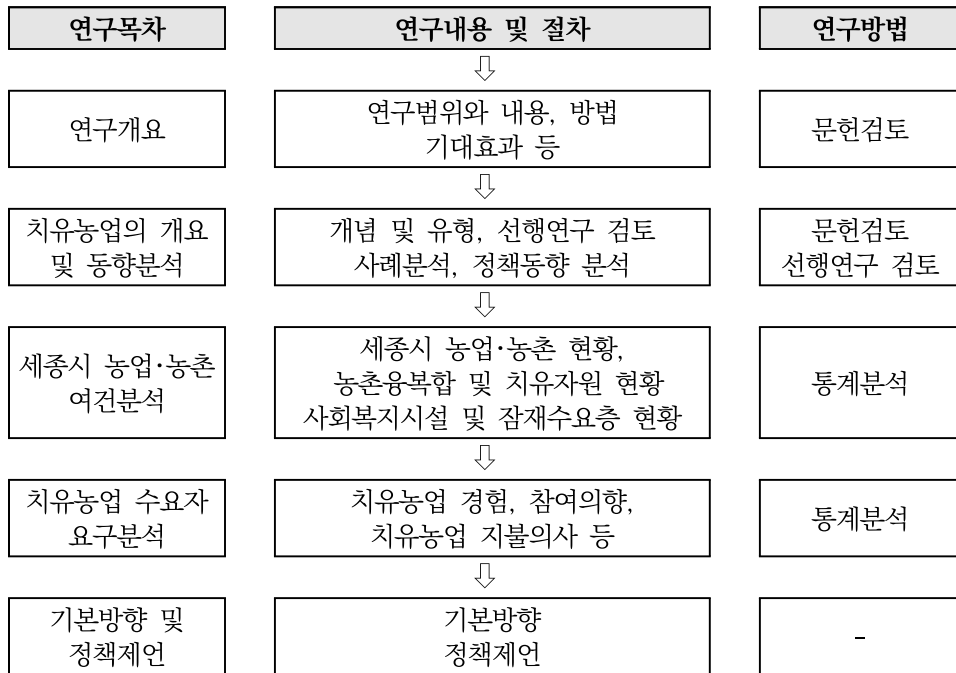 연구목차
연구내용 및 절차
연구방법
연구개요
연구범위와 내용, 방법
기대효과 등
문헌검토
치유농업의 개요
및 동향분석
개념 및 유형, 선행연구 검토
사례분석, 정책동향 분석
문헌검토
선행연구 검토
세종시 농업·농촌
여건분석
세종시 농업·농촌 현황,
농촌융복합 및 치유자원 현황
사회복지시설 및 잠재수요층 현황
통계분석
치유농업 수요자
요구분석
치유농업 경험, 참여의향,
치유농업 지불의사 등
통계분석
기본방향 및
정책제언
기본방향
정책제언
-